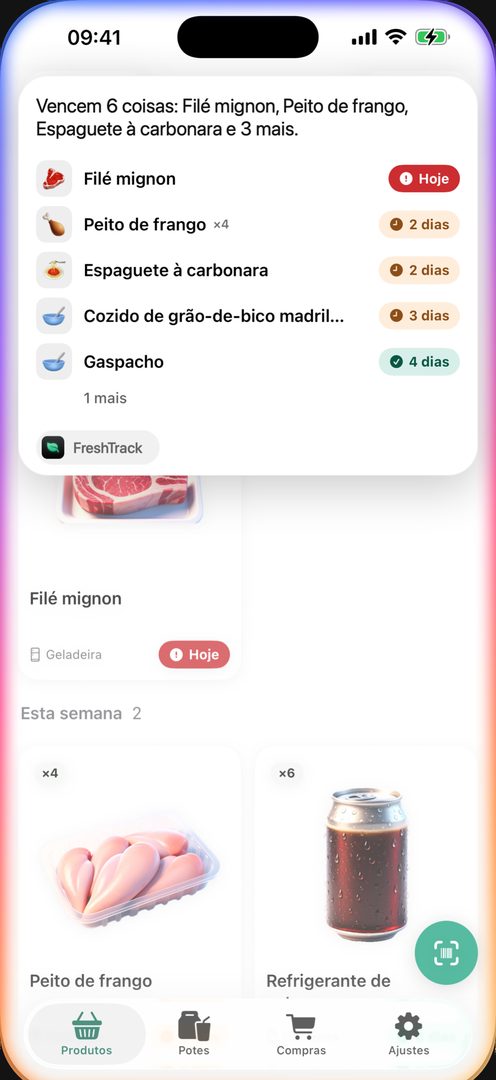 09:41
Vencem 6 coisas: Filé mignon, Peito de frango,
Espaguete à carbonara e 3 mais.
Filé mignon
Hoje
Peito de frango ×4
2 dias
Espaguete à carbonara
2 dias
Cozido de grão-de-bico madril...
3 dias
Gaspacho
4 dias
1 mais
FreshTrack
Filé mignon
Geladeira
Hoje
Esta semana 2
×4
×6
Peito de frango
Refrigerante de
Produtos
Potes
Compras
Ajustes